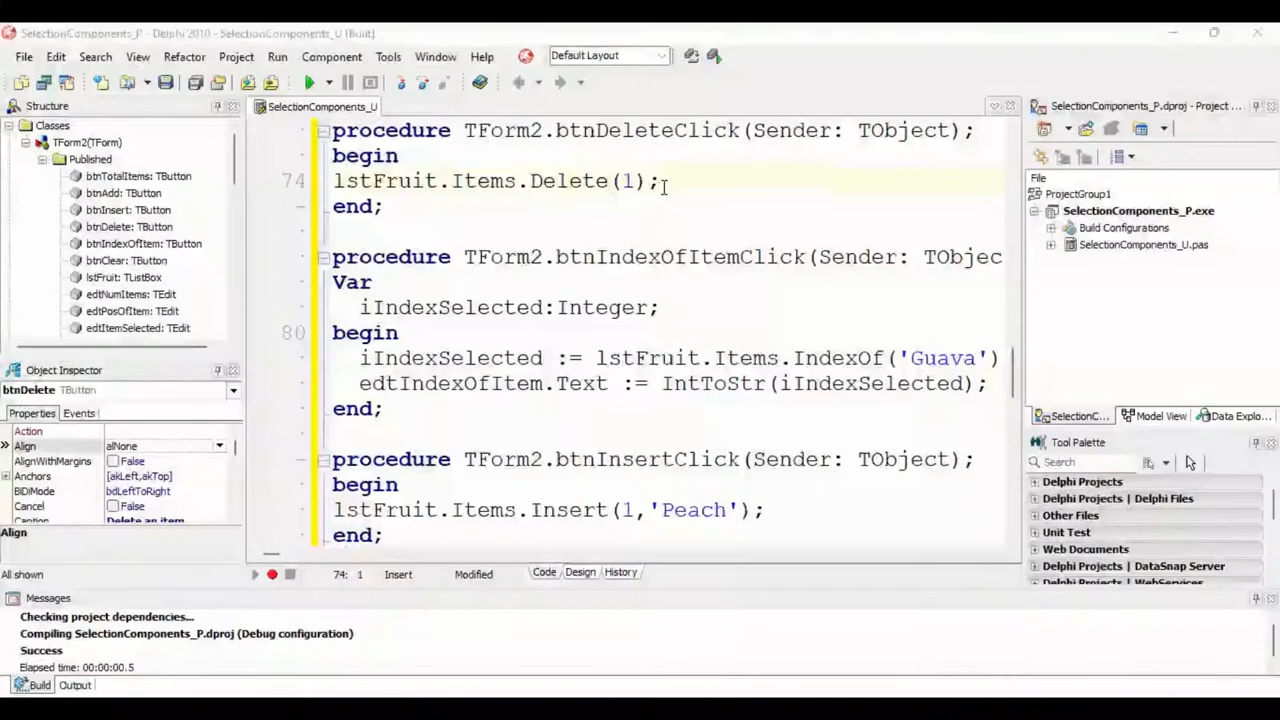 SelectionComponents_P - Delphi 2010 - SelectionComponents_U [Built]
File Edit Search View Refactor Project Run Component Tools Window Help Default Layout
Structure
SelectionComponents_U
SelectionComponents_P.dproj - Project ...
Classes
TForm2(TForm)
Published
btnTotalItems: TButton
btnAdd: TButton
btnInsert: TButton
btnDelete: TButton
btnIndexOfItem: TButton
btnClear: TButton
lstFruit: TListBox
edtNumItems: TEdit
edtPosOfItem: TEdit
edtItemSelected: TEdit
Object Inspector
btnDelete TButton
Properties Events
Action
Align alNone
AlignWithMargins False
Anchors [akLeft,akTop]
BiDiMode bdLeftToRight
Cancel False
Caption Delete an item
Align
All shown
procedure TForm2.btnDeleteClick(Sender: TObject);
begin
74 lstFruit.Items.Delete(1);
end;
procedure TForm2.btnIndexOfItemClick(Sender: TObjec
Var
iIndexSelected:Integer;
80 begin
iIndexSelected := lstFruit.Items.IndexOf('Guava')
edtIndexOfItem.Text := IntToStr(iIndexSelected);
end;
procedure TForm2.btnInsertClick(Sender: TObject);
begin
lstFruit.Items.Insert(1,'Peach');
end;
74: 1 Insert Modified Code Design History
File
ProjectGroup1
SelectionComponents_P.exe
Build Configurations
SelectionComponents_U.pas
SelectionC... Model View Data Explo...
Tool Palette
Search
Delphi Projects
Delphi Projects | Delphi Files
Other Files
Unit Test
Web Documents
Delphi Projects | DataSnap Server
Delphi Projects | WebServices
Messages
Checking project dependencies...
Compiling SelectionComponents_P.dproj (Debug configuration)
Success
Elapsed time: 00:00:00.5
Build Output